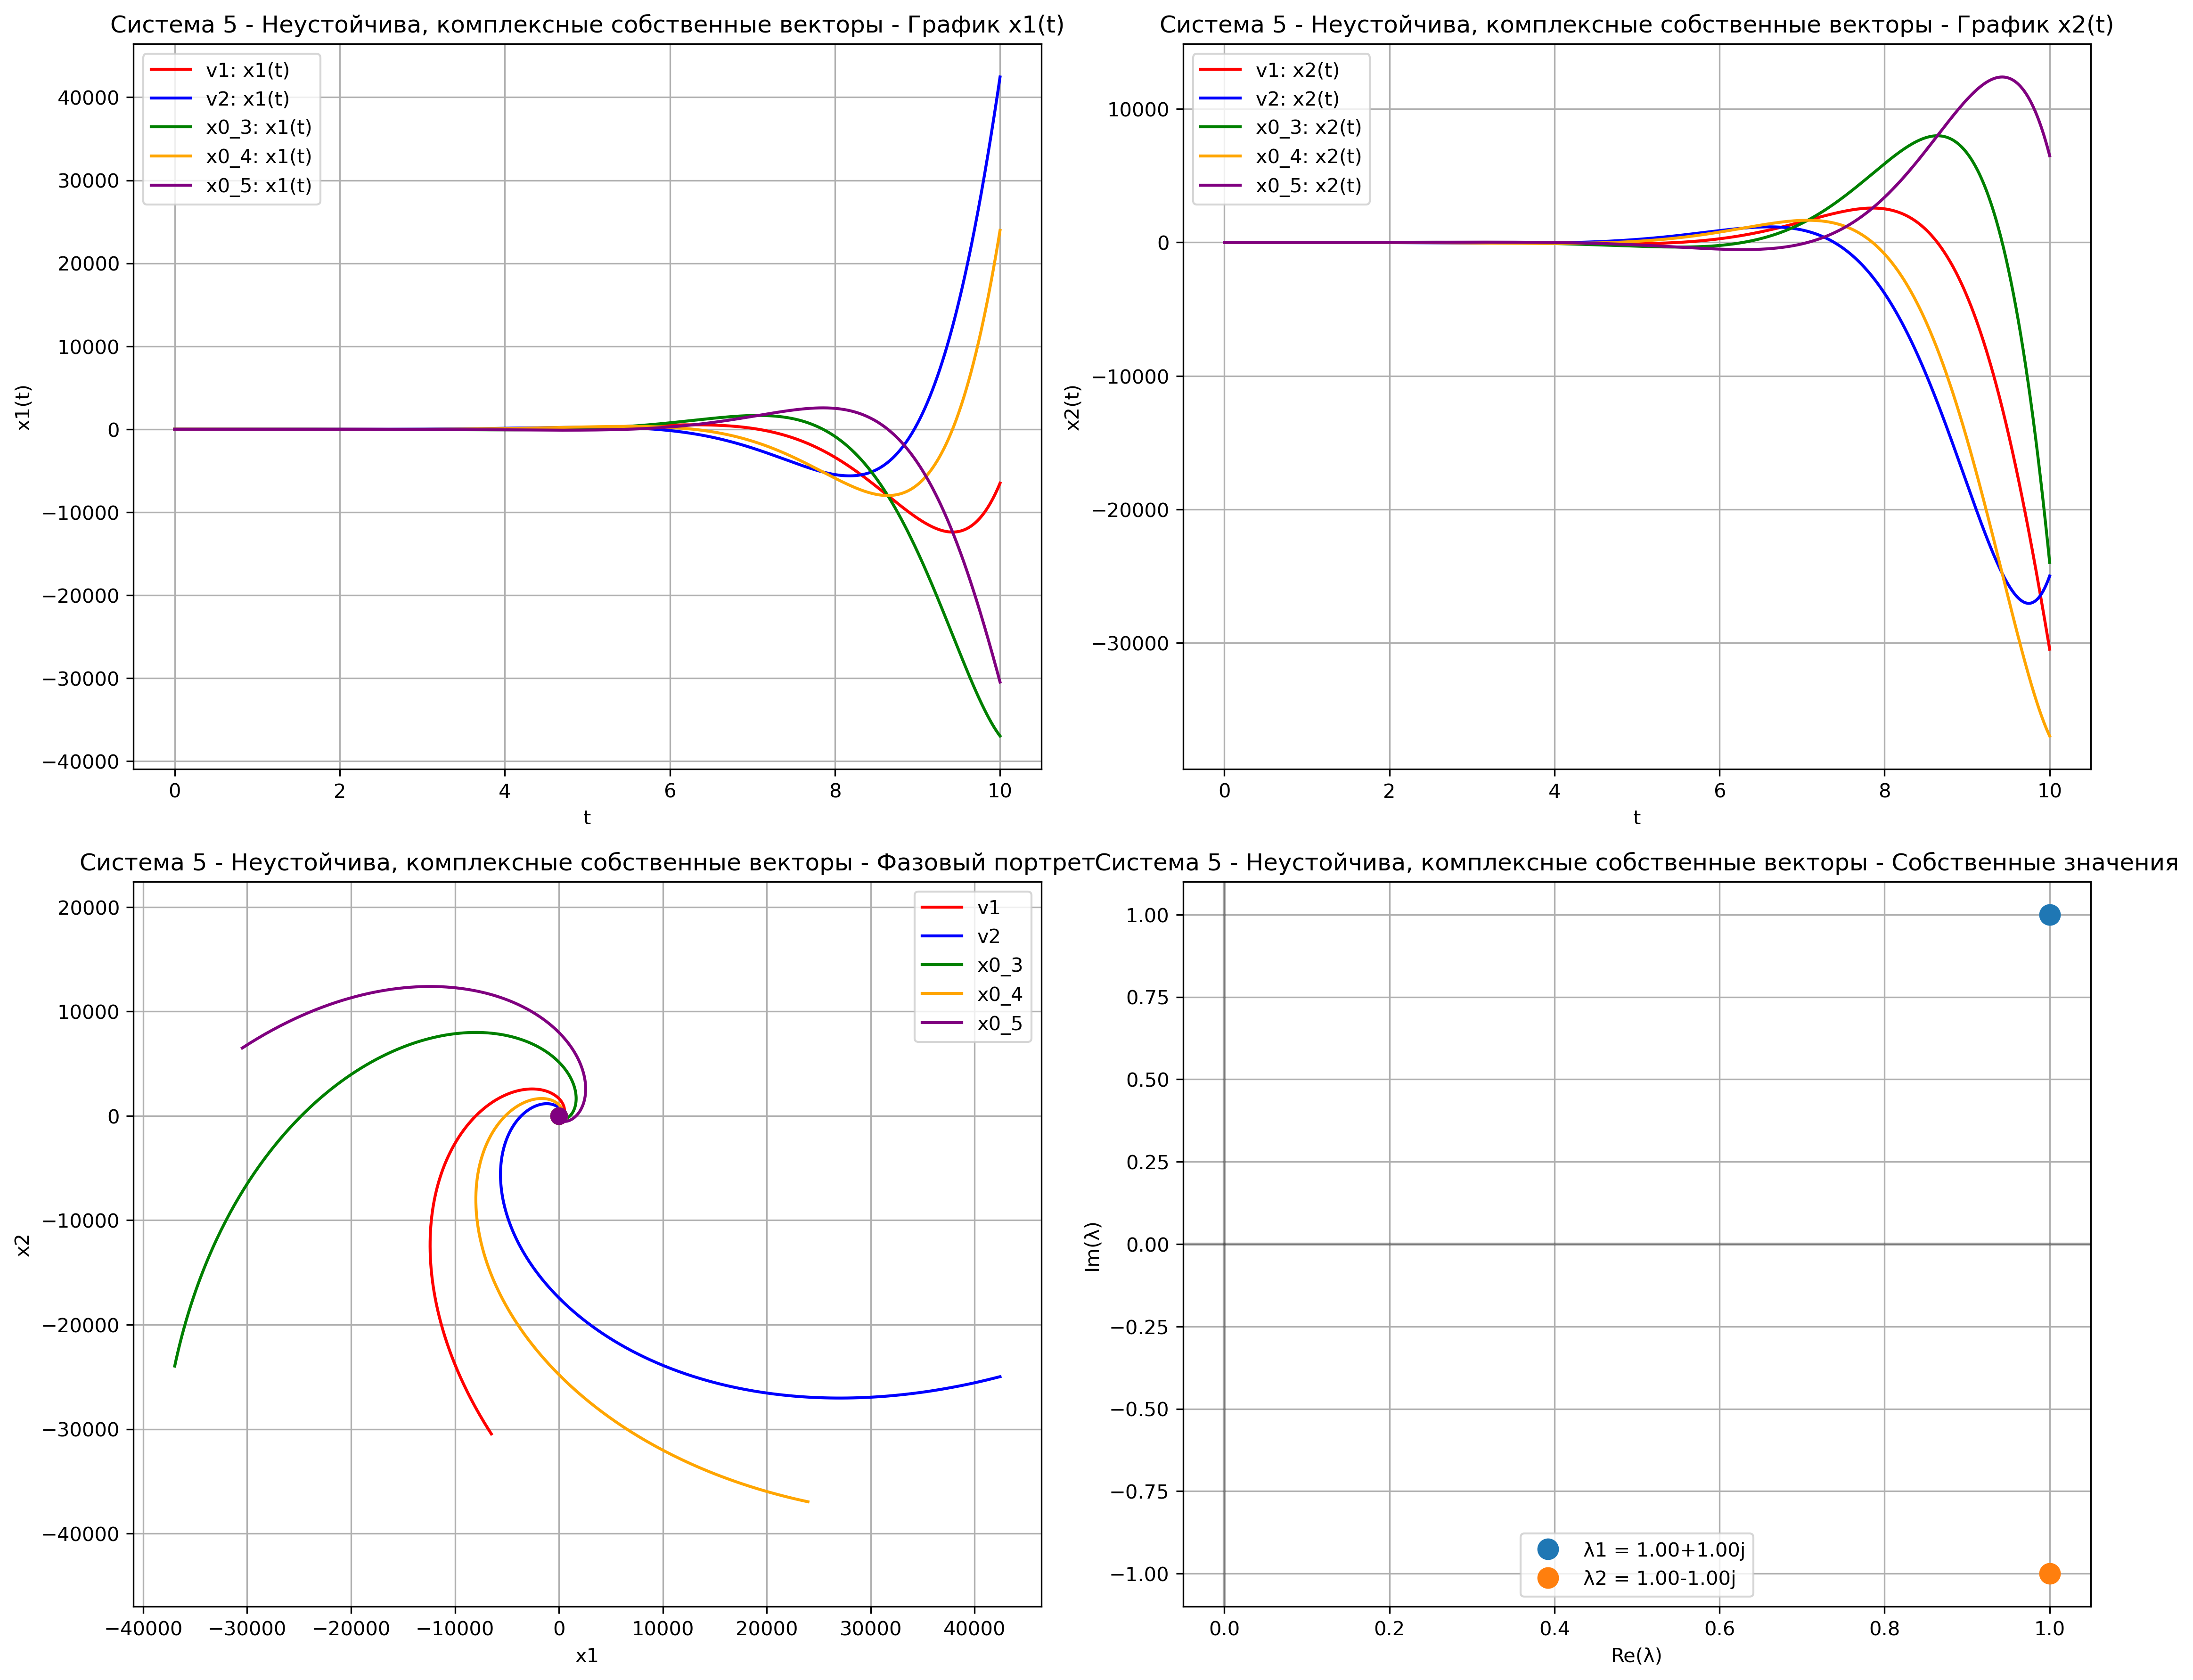 Система 5 - Неустойчива, комплексные собственные векторы - График x1(t)
v1: x1(t)
v2: x1(t)
x0_3: x1(t)
x0_4: x1(t)
x0_5: x1(t)
40000
30000
20000
10000
0
−10000
−20000
−30000
−40000
x1(t)
0 2 4 6 8 10
t
Система 5 - Неустойчива, комплексные собственные векторы - График x2(t)
v1: x2(t)
v2: x2(t)
x0_3: x2(t)
x0_4: x2(t)
x0_5: x2(t)
10000
0
−10000
−20000
−30000
x2(t)
0 2 4 6 8 10
t
Система 5 - Неустойчива, комплексные собственные векторы - Фазовый портрет
v1
v2
x0_3
x0_4
x0_5
20000
10000
0
−10000
−20000
−30000
−40000
x2
−40000 −30000 −20000 −10000 0 10000 20000 30000 40000
x1
Система 5 - Неустойчива, комплексные собственные векторы - Собственные значения
1.00
0.75
0.50
0.25
0.00
−0.25
−0.50
−0.75
−1.00
Im(λ)
λ1 = 1.00+1.00j
λ2 = 1.00-1.00j
0.0 0.2 0.4 0.6 0.8 1.0
Re(λ)